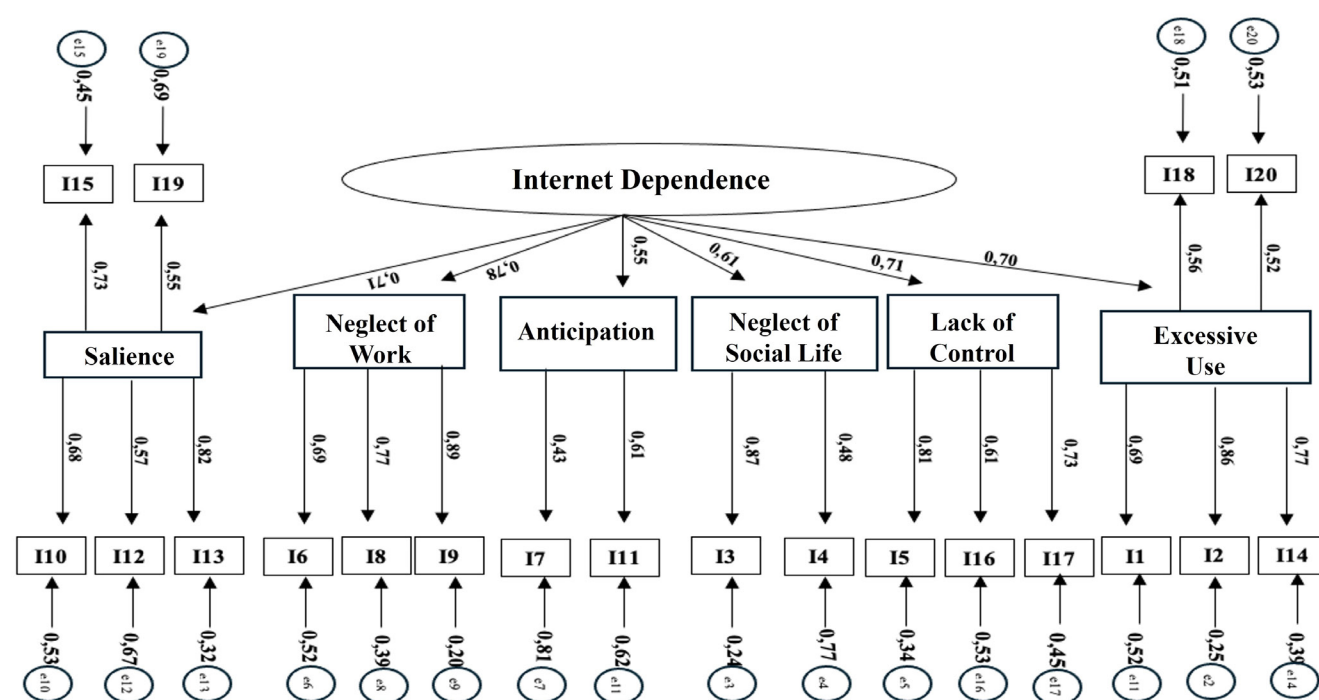 e15 e19 e18 e20
0,45 0,69 0,51 0,53
I15 I19 Internet Dependence I18 I20
0,73 0,55 0,71 0,78 0,55 0,61 0,71 0,70 0,56 0,52
Salience
Neglect of
Work
Anticipation
Neglect of
Social Life
Lack of
Control
Excessive
Use
0,68 0,57 0,82 0,69 0,77 0,89 0,43 0,61 0,87 0,48 0,81 0,61 0,73 0,69 0,86 0,77
I10 I12 I13 I6 I8 I9 I7 I11 I3 I4 I5 I16 I17 I1 I2 I14
0,53 0,67 0,32 0,52 0,39 0,20 0,81 0,62 0,24 0,77 0,34 0,53 0,45 0,52 0,25 0,39
e10 e12 e13 e6 e8 e9 e7 e11 e3 e4 e5 e16 e17 e11 e2 e14